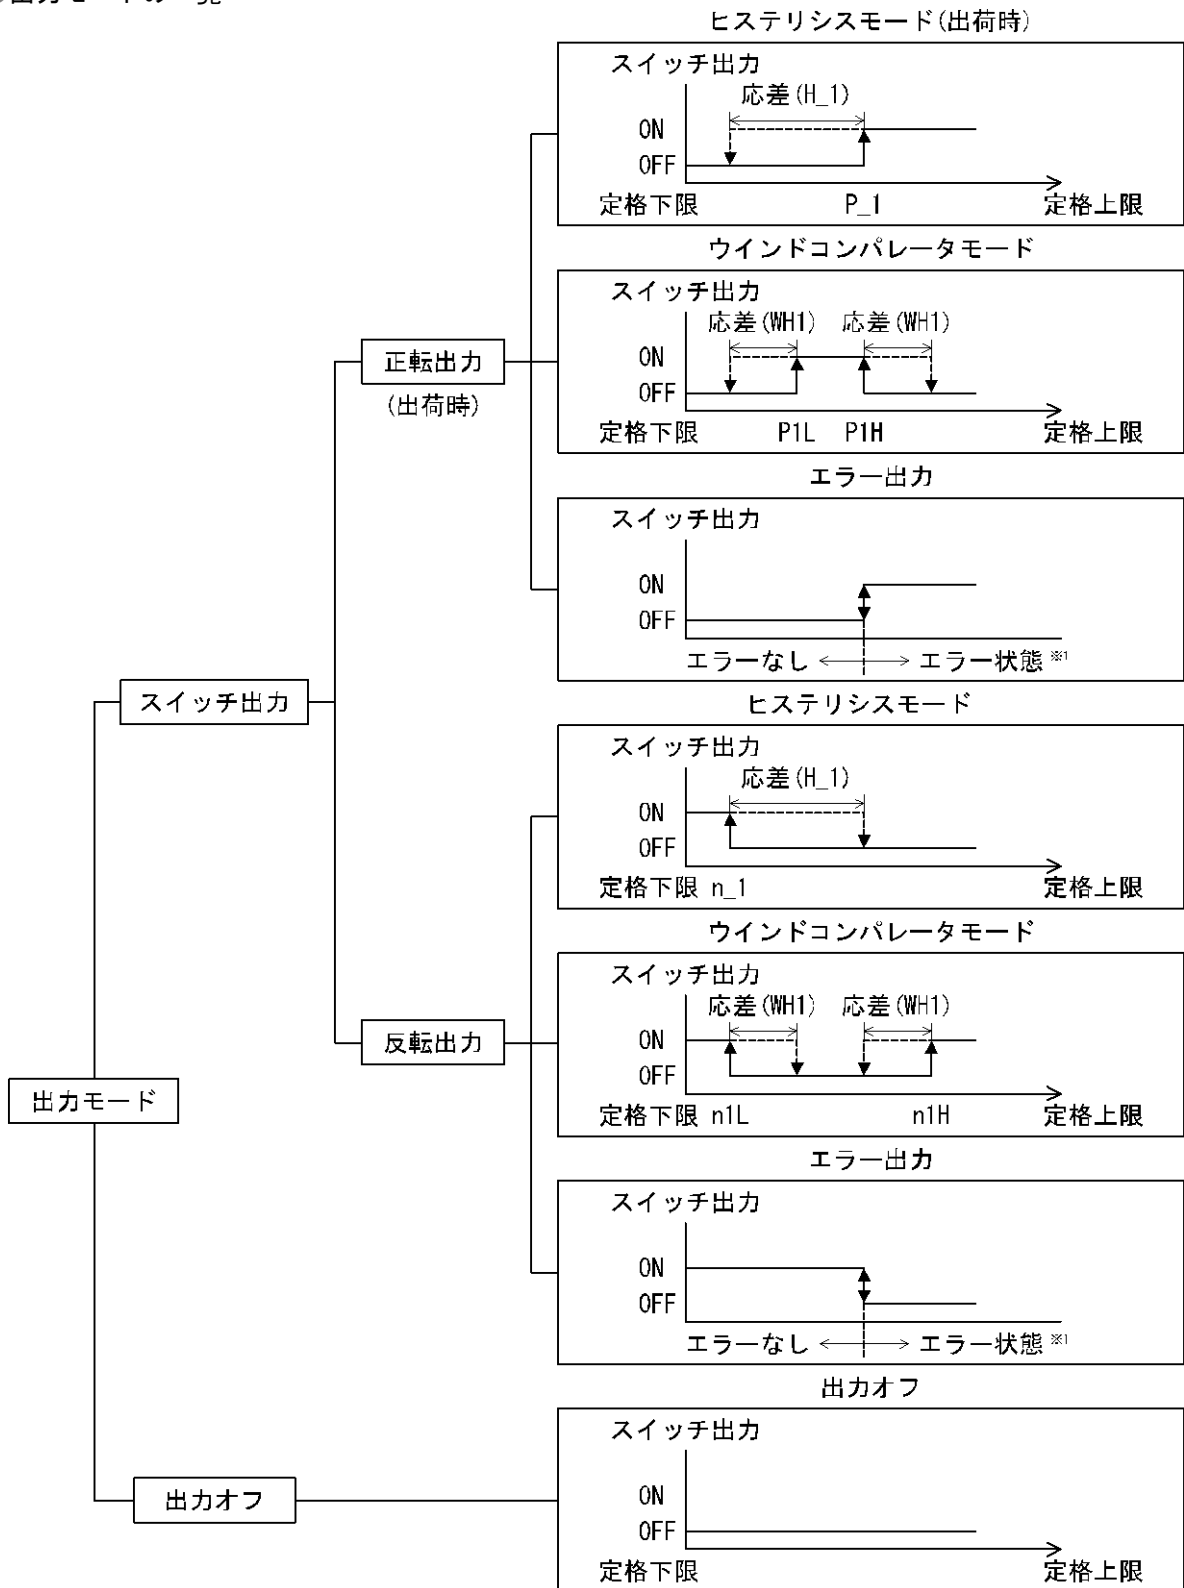 出力モードの一覧
ヒステリシスモード(出荷時)
スイッチ出力
応差(H_1)
ON
OFF
定格下限 P_1 定格上限
ウインドコンパレータモード
スイッチ出力
応差(WH1) 応差(WH1)
ON
OFF
定格下限 P1L P1H 定格上限
正転出力
(出荷時)
エラー出力
スイッチ出力
ON
OFF
エラーなし エラー状態※1
スイッチ出力
ヒステリシスモード
スイッチ出力
応差(H_1)
ON
OFF
定格下限 n_1 定格上限
ウインドコンパレータモード
スイッチ出力
応差(WH1) 応差(WH1)
ON
OFF
定格下限 n1L n1H 定格上限
反転出力
出力モード
エラー出力
スイッチ出力
ON
OFF
エラーなし エラー状態※1
出力オフ
スイッチ出力
ON
OFF
定格下限 定格上限
出力オフ